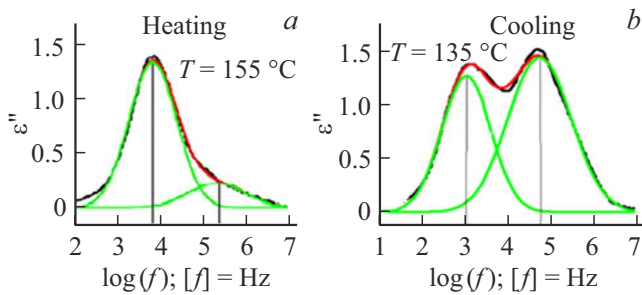 Heating
a
T = 155 °C
ε"
1.5
1.0
0.5
0
2 3 4 5 6 7
log (f); [f] = Hz
Cooling
b
T = 135 °C
ε"
1.5
1.0
0.5
0
1 2 3 4 5 6 7
log (f); [f] = Hz